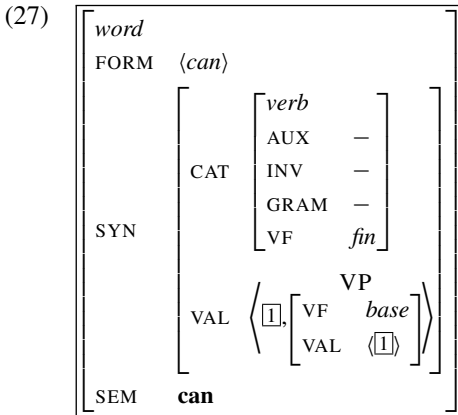 (27)
word
FORM ⟨can⟩
verb
AUX −
CAT INV −
GRAM −
SYN VF fin
VP
VAL ⟨1, VF base
VAL ⟨1⟩⟩
SEM can